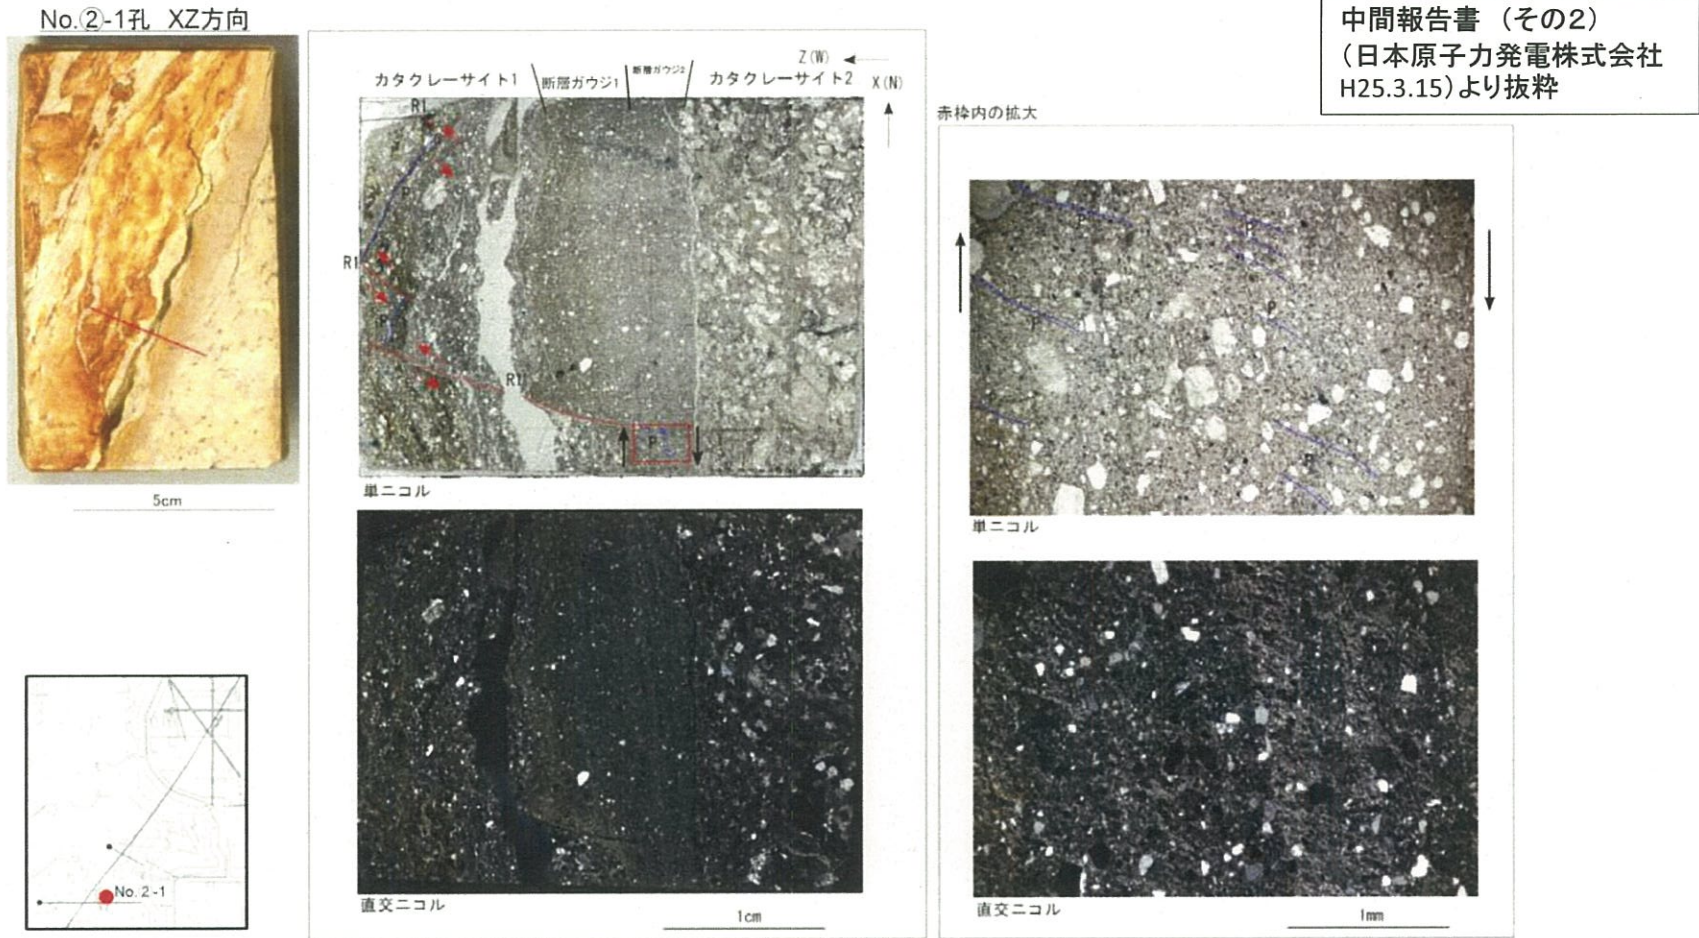 No.②-1孔 XZ方向
中間報告書 (その2)
(日本原子力発電株式会社
H25.3.15)より抜粋
5cm
No. 2-1
Z(W)
X(N)
カタクレーサイト1
断層ガウジ1
断層ガウジ2
カタクレーサイト2
R1
P
R1
P
R1
P
単ニコル
直交ニコル
1cm
赤枠内の拡大
P
P
P
P
P
単ニコル
直交ニコル
1mm